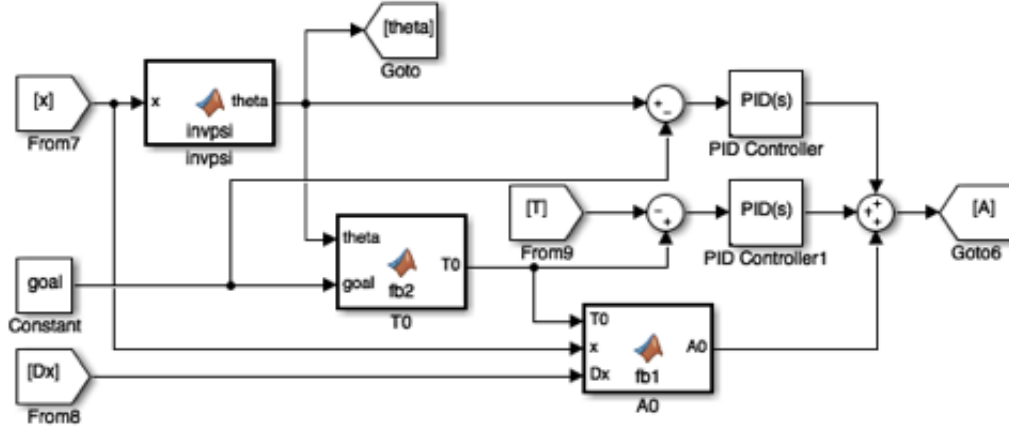 [theta]
Goto
[x]
From7
x
theta
invpsi
invpsi
+
-
PID(s)
PID Controller
[T]
From9
-
+
PID(s)
PID Controller1
+
+
+
[A]
Goto6
goal
Constant
theta
goal
T0
fb2
T0
T0
x
Dx
A0
fb1
A0
[Dx]
From8